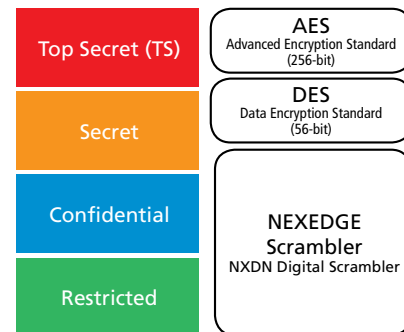 Top Secret (TS)
AES
Advanced Encryption Standard
(256-bit)
Secret
DES
Data Encryption Standard
(56-bit)
Confidential
NEXEDGE
Scrambler
NXDN Digital Scrambler
Restricted